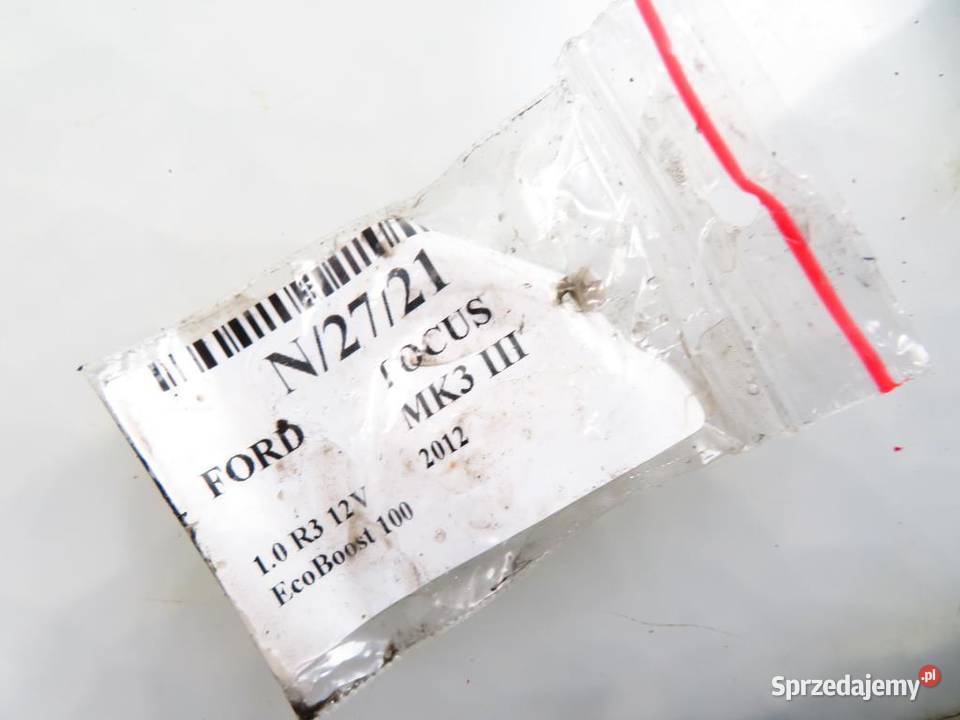 N/27/21
FORD FOCUS
MK3 III
2012
1.0 R3 12V
EcoBoost 100
Sprzedajemy.pl